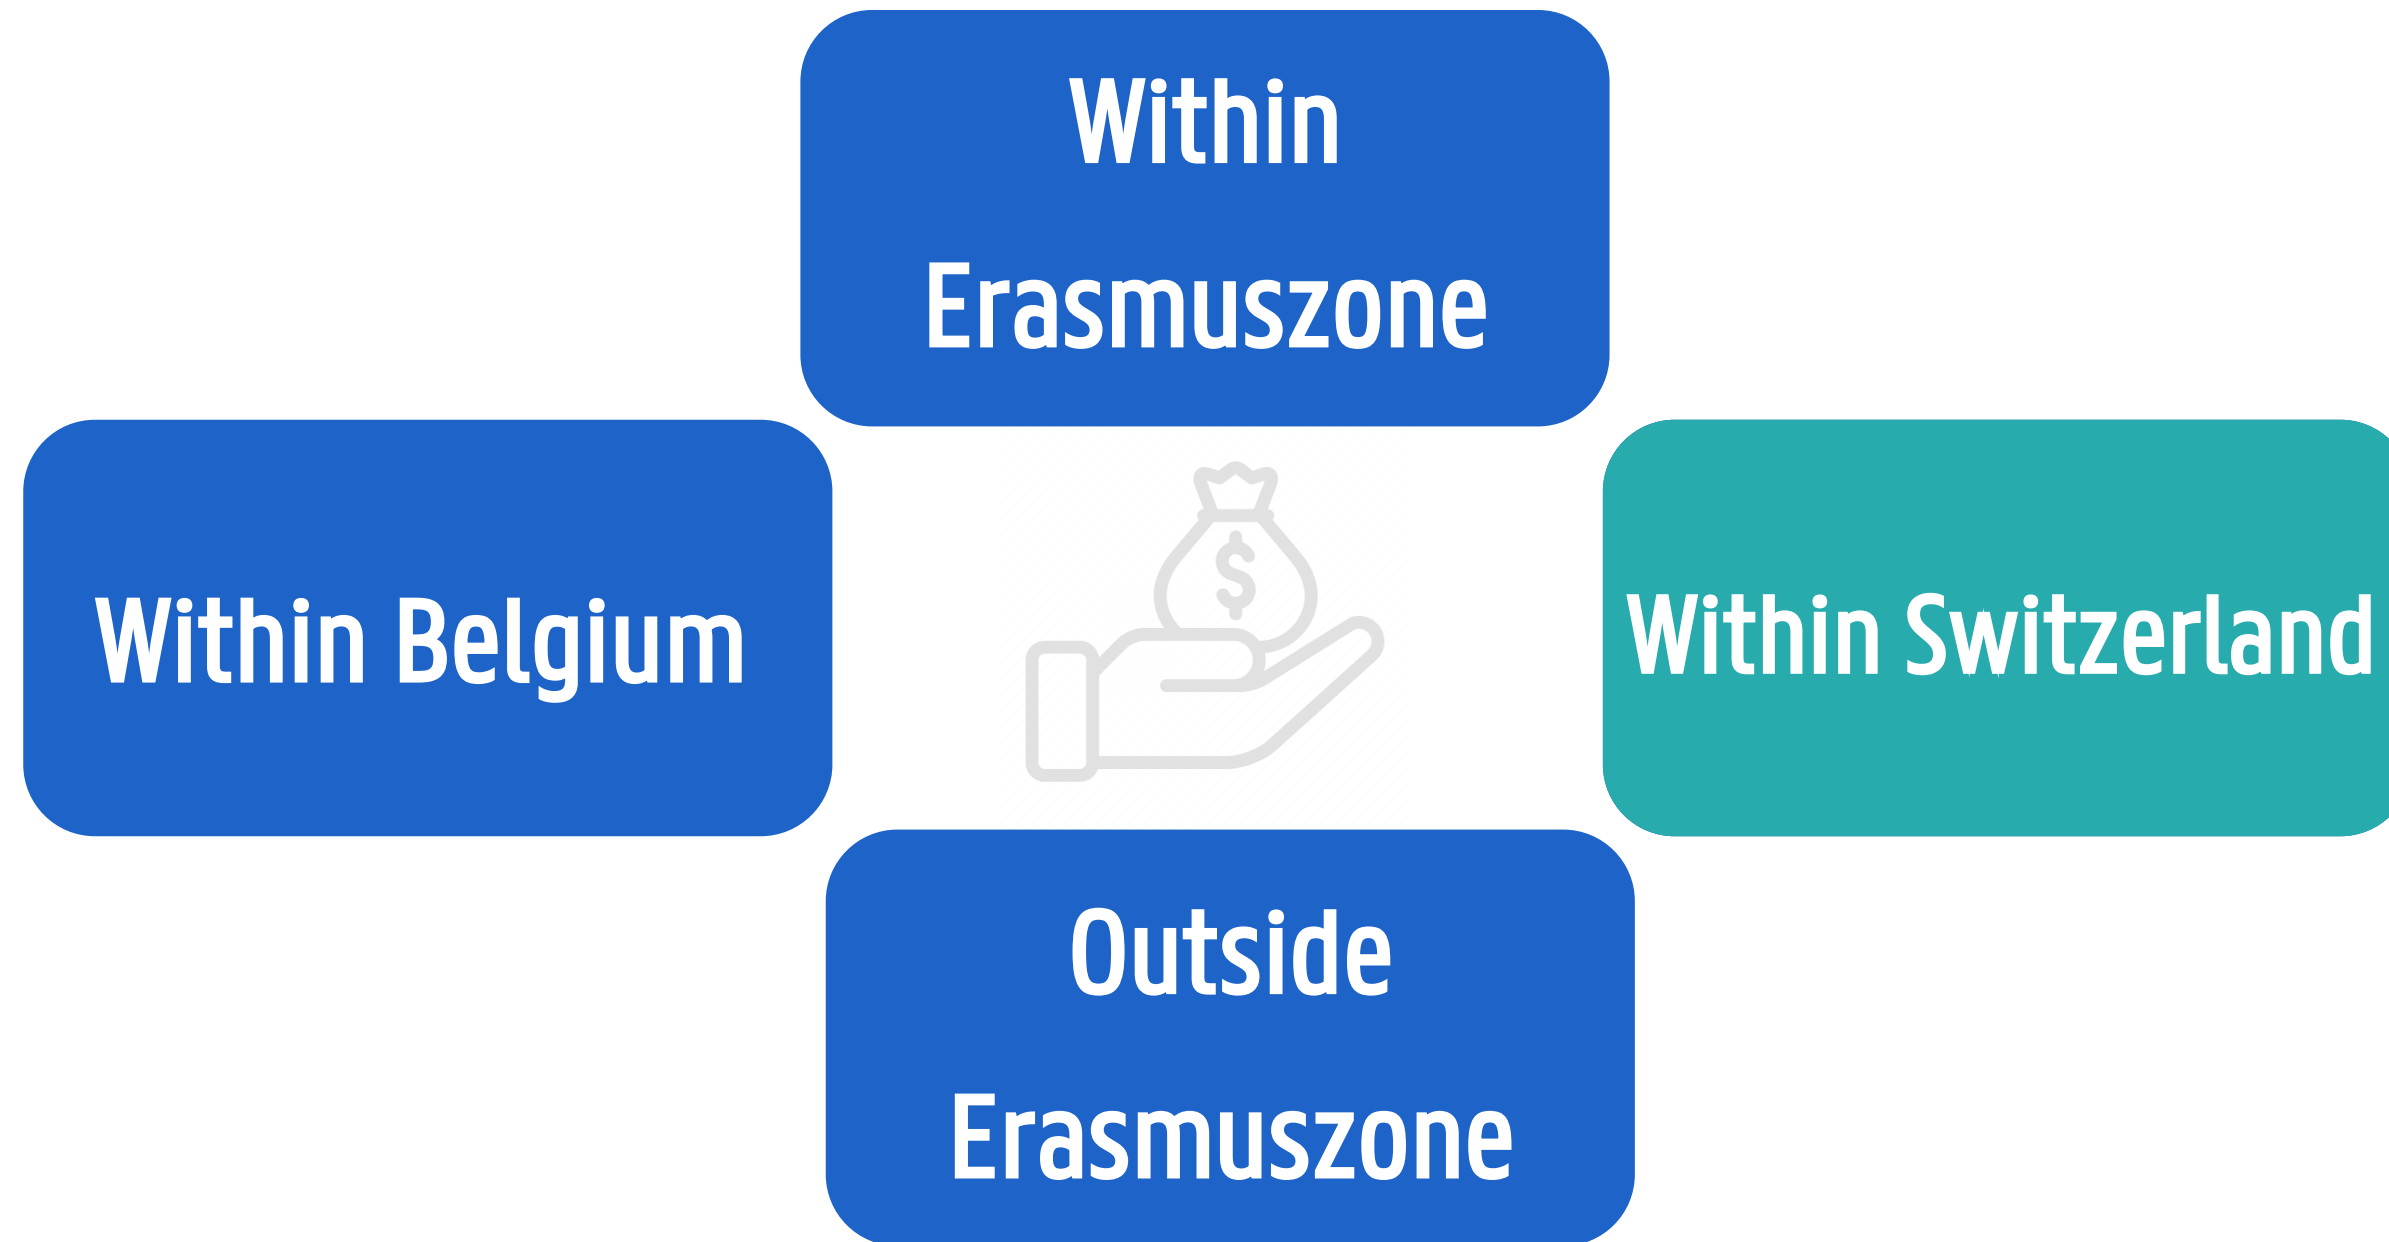 Within
Erasmuszone
Within Belgium
$
Within Switzerland
Outside
Erasmuszone